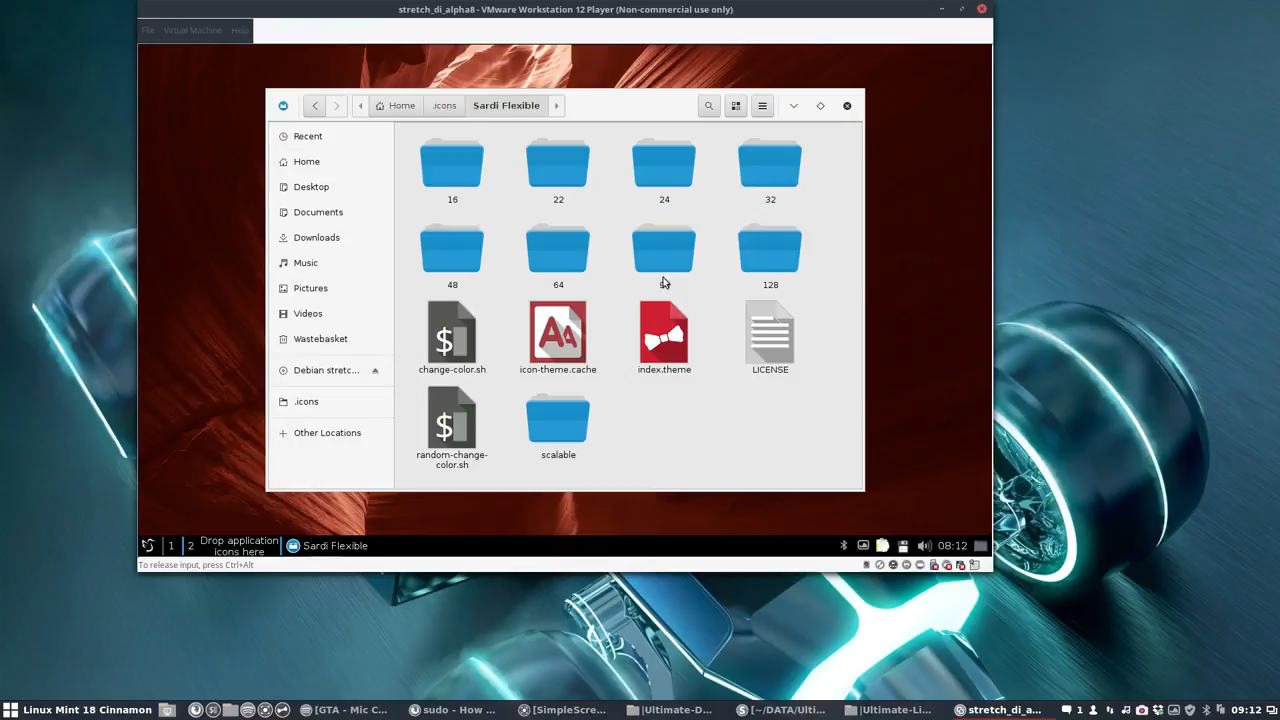 stretch_di_alpha8 - VMware Workstation 12 Player (Non-commercial use only)
File Virtual Machine Help
Home .icons Sardi Flexible
Recent
Home
Desktop
Documents
Downloads
Music
Pictures
Videos
Wastebasket
Debian stretc...
.icons
Other Locations
16 22 24 32
48 64 128
change-color.sh icon-theme.cache index.theme LICENSE
random-change-
color.sh
scalable
1 2 Drop application
icons here
Sardi Flexible 08:12
To release input, press Ctrl+Alt
Linux Mint 18 Cinnamon [GTA - Mic C... sudo - How ... [SimpleScre... [Ultimate-D... [~/DATA/Ulti... [Ultimate-Li... stretch_di_a... 1 09:12